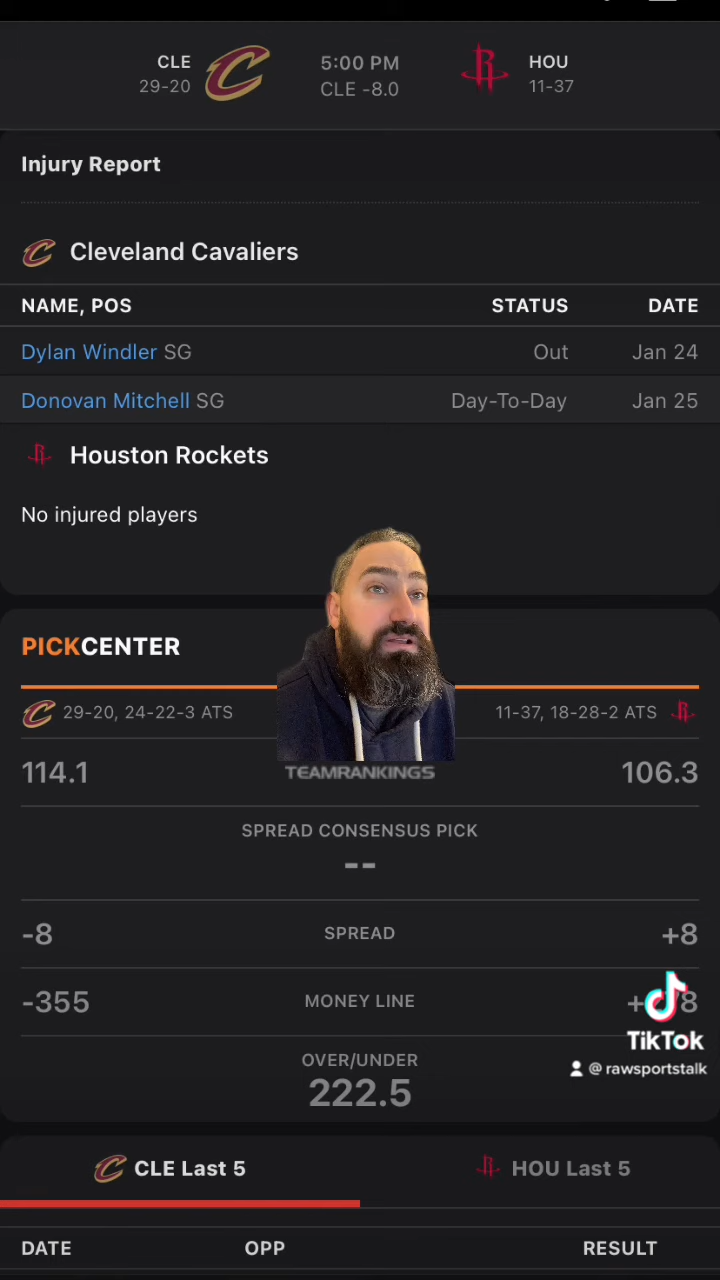 CLE 5:00 PM HOU
29-20 CLE -8.0 11-37
Injury Report
Cleveland Cavaliers
NAME, POS STATUS DATE
Dylan Windler SG Out Jan 24
Donovan Mitchell SG Day-To-Day Jan 25
Houston Rockets
No injured players
PICKCENTER
29-20, 24-22-3 ATS 11-37, 18-28-2 ATS
114.1 TEAMRANKINGS 106.3
SPREAD CONSENSUS PICK
--
-8 SPREAD +8
-355 MONEY LINE
TikTok
@rawsportstalk
OVER/UNDER
222.5
CLE Last 5 HOU Last 5
DATE OPP RESULT